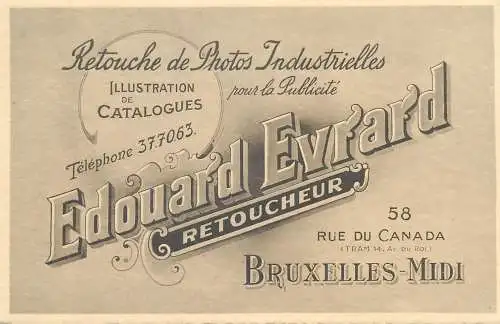 Retouche de Photos Industrielles
pour la Publicité
ILLUSTRATION
DE
CATALOGUES
Téléphone 37.70.63.
Edouard Evrard
RETOUCHEUR
58
RUE DU CANADA
(TRAM 14, AV. DU ROI)
BRUXELLES-MIDI